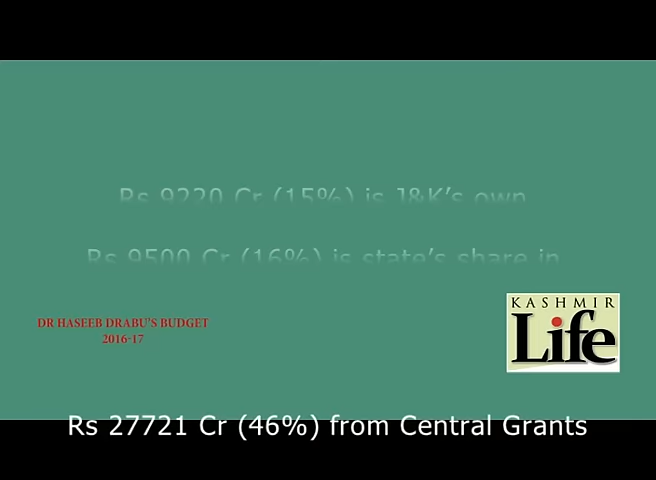 Rs 9220 Cr (15%) is J&K’s own
Rs 9500 Cr (16%) is state’s share in
DR HASEEB DRABU'S BUDGET
2016-17
KASHMIR
Life
Rs 27721 Cr (46%) from Central Grants